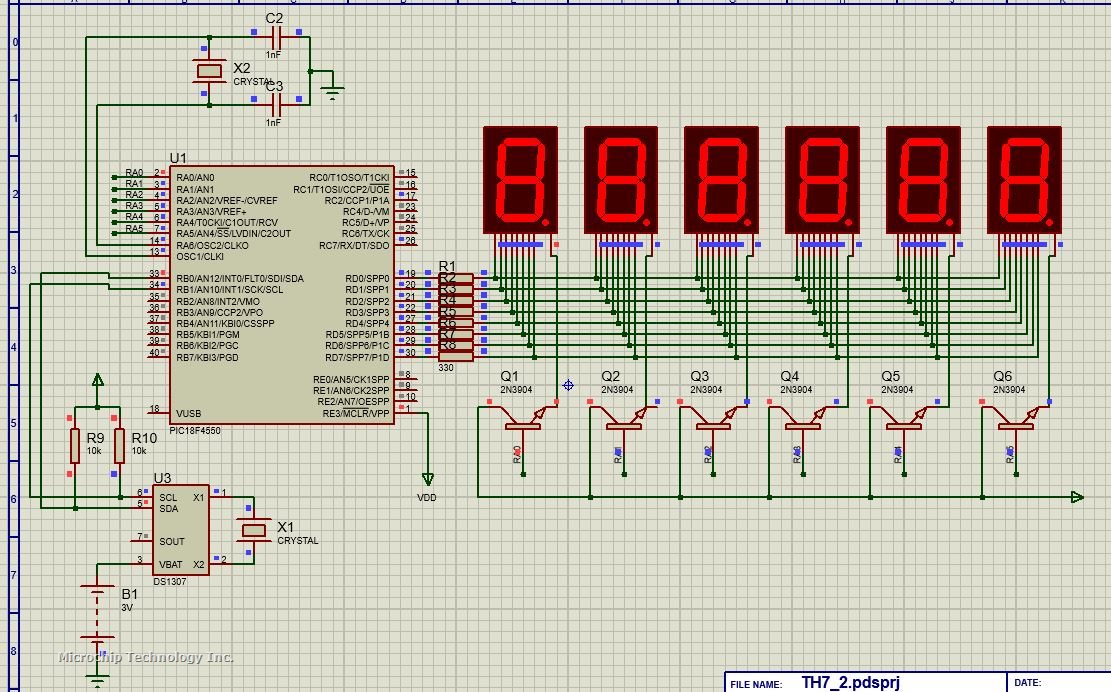 C2
1nF
X2
CRYSTAL
C3
1nF
U1
RA0 2 RA0/AN0 RC0/T1OSO/T1CKI 15
RA1 3 RA1/AN1 RC1/T1OSI/CCP2/UOE 16
RA2 4 RA2/AN2/VREF-/CVREF RC2/CCP1/P1A 17
RA3 5 RA3/AN3/VREF+ RC4/D-/VM 23
RA4 6 RA4/T0CKI/C1OUT/RCV RC5/D+/VP 24
RA5 7 RA5/AN4/SS/LVDIN/C2OUT RC6/TX/CK 25
14 RA6/OSC2/CLKO RC7/RX/DT/SDO 26
13 OSC1/CLKI
33 RB0/AN12/INT0/FLT0/SDI/SDA RD0/SPP0 19
34 RB1/AN10/INT1/SCK/SCL RD1/SPP1 20
35 RB2/AN8/INT2/VMO RD2/SPP2 21
36 RB3/AN9/CCP2/VPO RD3/SPP3 22
37 RB4/AN11/KBI0/CSSPP RD4/SPP4 27
38 RB5/KBI1/PGM RD5/SPP5/P1B 28
39 RB6/KBI2/PGC RD6/SPP6/P1C 29
40 RB7/KBI3/PGD RD7/SPP7/P1D 30
RE0/AN5/CK1SPP 8
RE1/AN6/CK2SPP 9
RE2/AN7/OESPP 10
18 VUSB RE3/MCLR/VPP 1
PIC18F4550
R1
R2
R3
R4
R5
R6
R7
R8
330
Q1 Q2 Q3 Q4 Q5 Q6
2N3904 2N3904 2N3904 2N3904 2N3904 2N3904
RA0 RA1 RA2 RA3 RA4 RA5
VDD
R9 R10
10k 10k
U3
6 SCL X1 1
5 SDA
7 SOUT
3 VBAT X2 2
DS1307
X1
CRYSTAL
B1
3V
Microchip Technology Inc.
0
1
2
3
4
5
6
7
8
FILE NAME: TH7_2.pdsprj DATE: